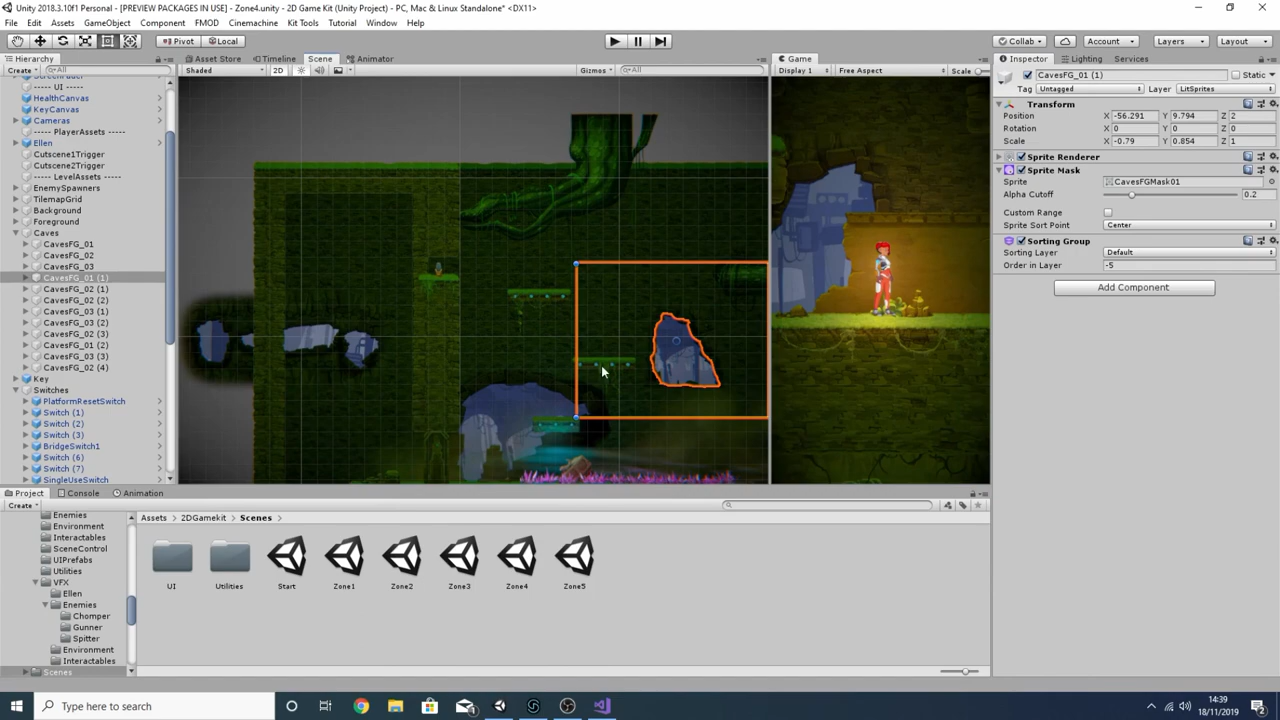 Unity 2018.3.10f1 Personal - [PREVIEW PACKAGES IN USE] - Zone4.unity - 2D Game Kit (Unity Project) - PC, Mac & Linux Standalone* <DX11>
File Edit Assets GameObject Component FMOD Cinemachine Kit Tools Tutorial Window Help
Pivot Local Collab Account Layers Layout
Hierarchy Asset Store Timeline Scene Animator Game Inspector Lighting Services
Create All Shaded 2D Gizmos All Display 1 Free Aspect Scale
CavesFG_01 (1) Static
Tag Untagged Layer LitSprites
Transform
Position X -56.291 Y 9.794 Z 2
Rotation X 0 Y 0 Z 0
Scale X -0.79 Y 0.854 Z 1
Sprite Renderer
Sprite Mask
Sprite CavesFGMask01
Alpha Cutoff 0.2
Custom Range
Sprite Sort Point Center
Sorting Group
Sorting Layer Default
Order in Layer -5
Add Component
----- UI -----
HealthCanvas
KeyCanvas
Cameras
----- PlayerAssets -----
Ellen
Cutscene1Trigger
Cutscene2Trigger
----- LevelAssets -----
EnemySpawners
TilemapGrid
Background
Foreground
Caves
CavesFG_01
CavesFG_02
CavesFG_03
CavesFG_01 (1)
CavesFG_02 (1)
CavesFG_02 (2)
CavesFG_03 (1)
CavesFG_03 (2)
CavesFG_02 (3)
CavesFG_01 (2)
CavesFG_03 (3)
CavesFG_02 (4)
Key
Switches
PlatformResetSwitch
Switch (1)
Switch (2)
Switch (3)
BridgeSwitch1
Switch (6)
Switch (7)
SingleUseSwitch
Project Console Animation
Create
Enemies
Environment
Interactables
SceneControl
UIPrefabs
Utilities
VFX
Ellen
Enemies
Chomper
Gunner
Spitter
Environment
Interactables
Scenes
Assets 2DGamekit Scenes
UI Utilities Start Zone1 Zone2 Zone3 Zone4 Zone5
Type here to search
14:39
18/11/2019